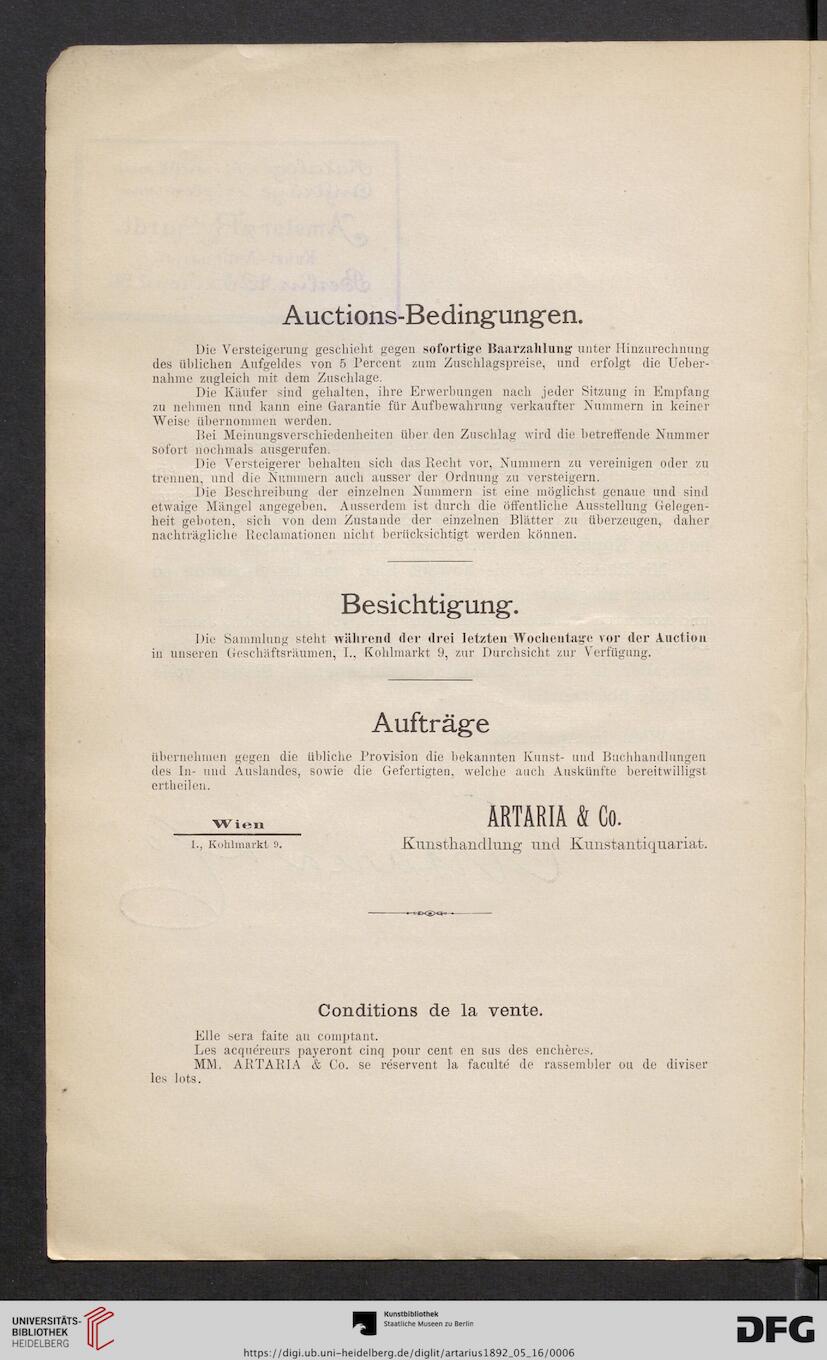 Auctions-Bedingungen.
Die Versteigerung geschieht gegen sofortige Baarzahlung unter Hinzurechnung
des üblichen Aufgeldes von 5 Percent zum Zuschlagspreise, und erfolgt die Ueber-
nahme zugleich mit dem Zuschlage.
Die Käufer sind gehalten, ihre Erwerbungen nach jeder Sitzung in Empfang
zu nehmen und kann eine Garantie für Aufbewahrung verkaufter Nummern in keiner
Weise übernommen werden.
Bei Meinungsverschiedenheiten über den Zuschlag wird die betreffende Nummer
sofort nochmals ausgerufen.
Die Versteigerer behalten sich das Recht vor, Nummern zu vereinigen oder zu
trennen, und die Nummern auch ausser der Ordnung zu versteigern.
Die Beschreibung der einzelnen Nummern ist eine möglichst genaue und sind
etwaige Mängel angegeben. Ausserdem ist durch die öffentliche Ausstellung Gelegen-
heit geboten, sich von dem Zustande der einzelnen Blätter zu überzeugen, daher
nachträgliche Reclamationen nicht berücksichtigt werden können.
Besichtigung.
Die Sammlung steht während der drei letzten Wochentage vor der Auction
in unseren Geschäftsräumen, I., Kohlmarkt 9, zur Durchsicht zur Verfügung.
Aufträge
übernehmen gegen die übliche Provision die bekannten Kunst- und Buchhandlungen
des In- und Auslandes, sowie die Gefertigten, welche auch Auskünfte bereitwilligst
ertheilen.
Wien
I., Kohlmarkt 9.
ARTARIA & Co.
Kunsthandlung und Kunstantiquariat.
Conditions de la vente.
Elle sera faite au comptant.
Les acquéreurs payeront cinq pour cent en sus des enchères.
MM. ARTARIA & Co. se réservent la faculté de rassembler ou de diviser
les lots.
UNIVERSITÄTS-
BIBLIOTHEK
HEIDELBERG
Kunstbibliothek
Staatliche Museen zu Berlin
DFG
https://digi.ub.uni-heidelberg.de/diglit/artarius1892_05_16/0006